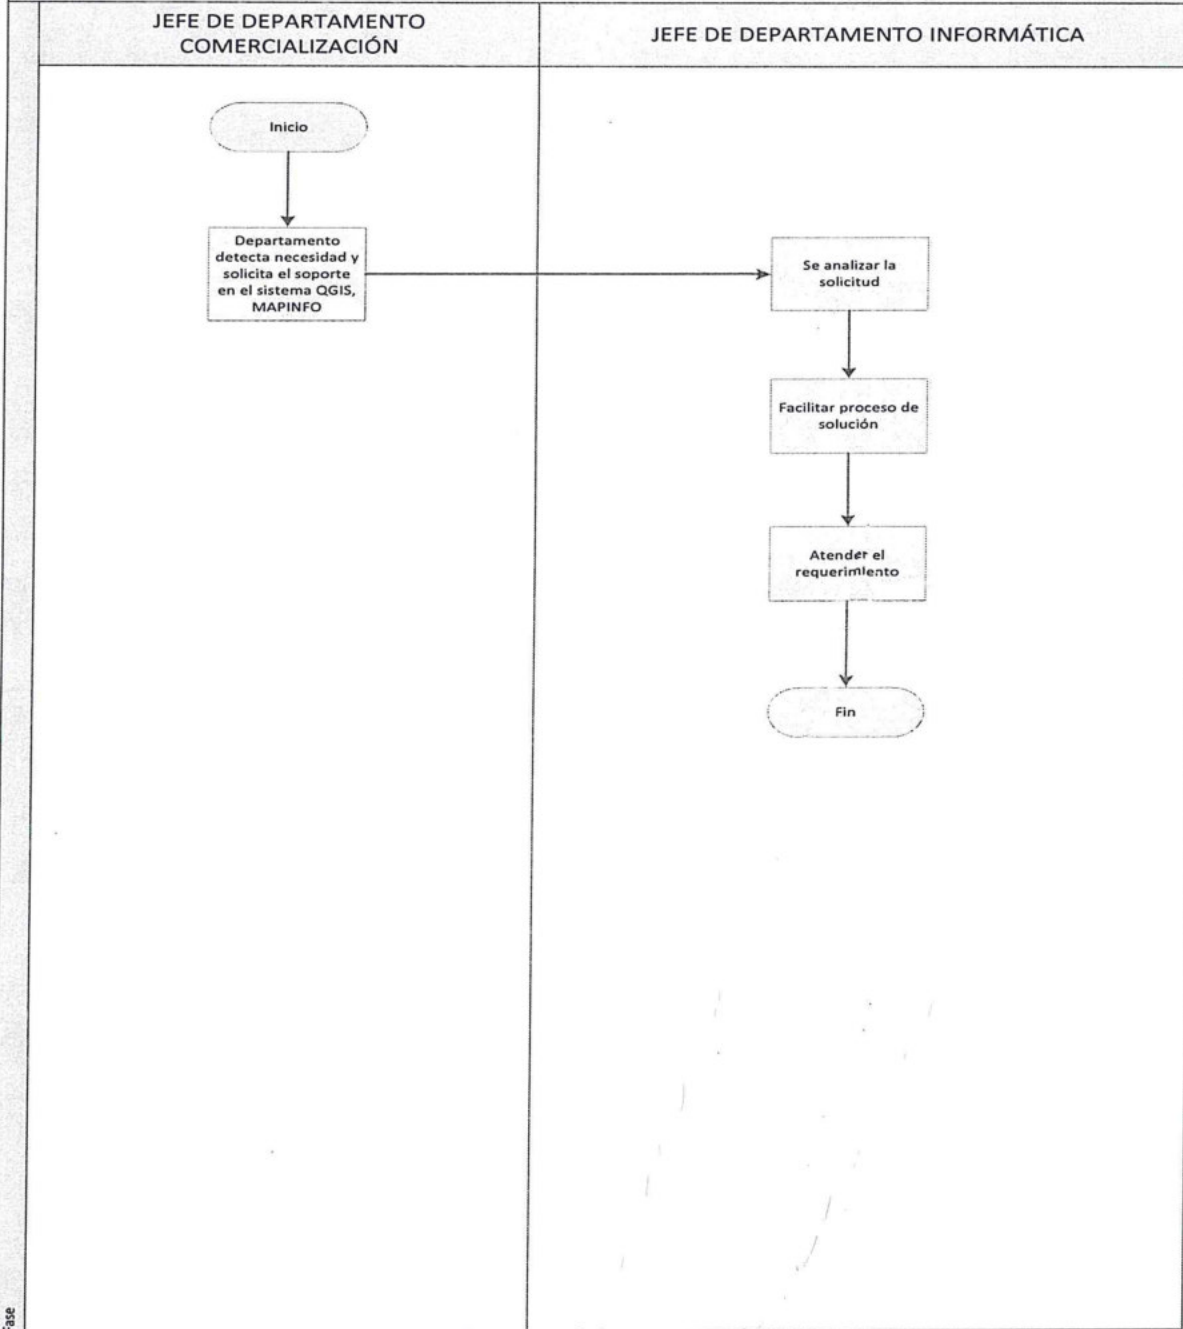 JEFE DE DEPARTAMENTO
COMERCIALIZACIÓN
JEFE DE DEPARTAMENTO INFORMÁTICA
Inicio
Departamento
detecta necesidad y
solicita el soporte
en el sistema QGIS,
MAPINFO
Se analizar la
solicitud
Facilitar proceso de
solución
Atender el
requerimiento
Fin
Fase